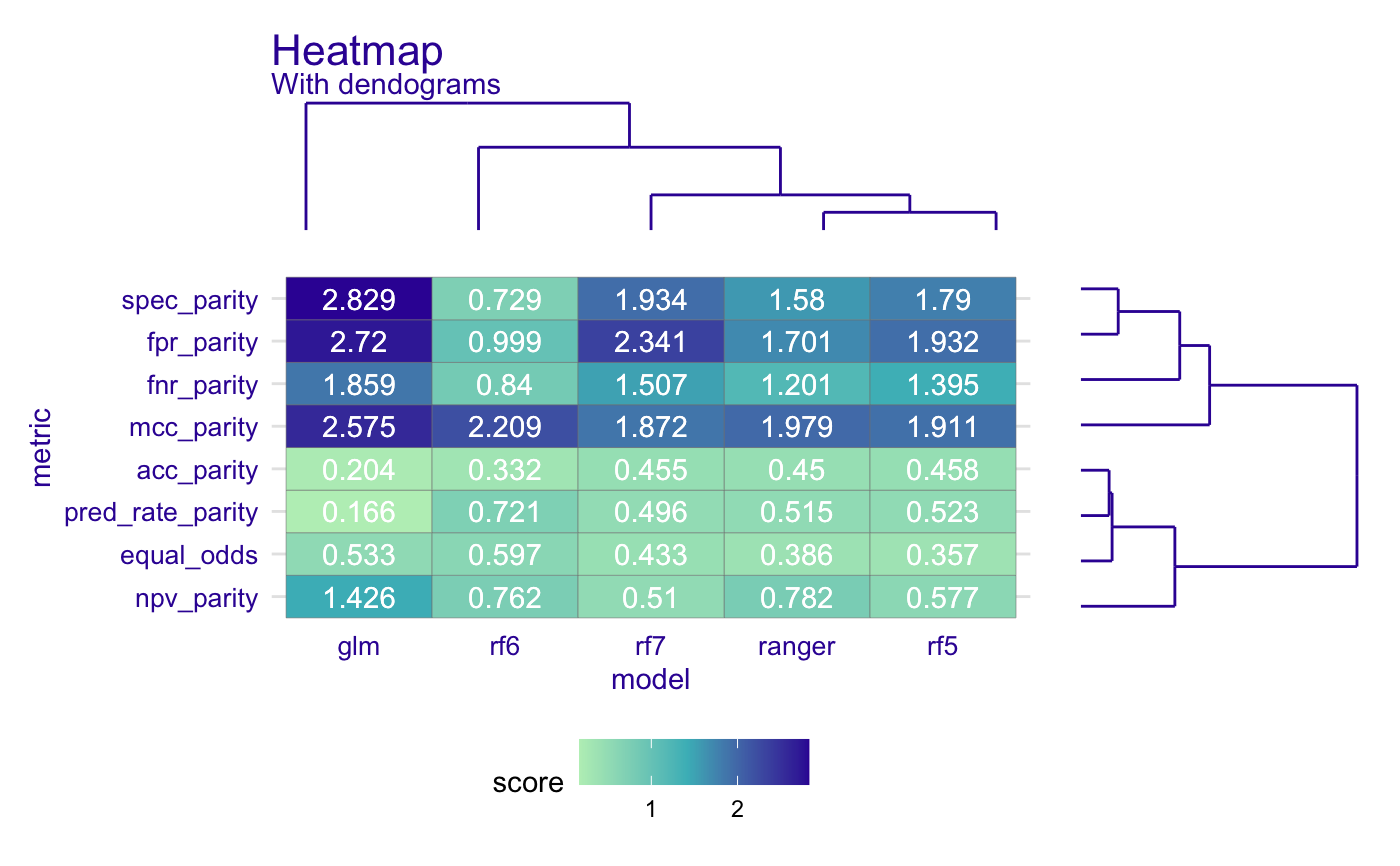 Heatmap
With dendograms
spec_parity 2.829 0.729 1.934 1.58 1.79
fpr_parity 2.72 0.999 2.341 1.701 1.932
fnr_parity 1.859 0.84 1.507 1.201 1.395
mcc_parity 2.575 2.209 1.872 1.979 1.911
acc_parity 0.204 0.332 0.455 0.45 0.458
pred_rate_parity 0.166 0.721 0.496 0.515 0.523
equal_odds 0.533 0.597 0.433 0.386 0.357
npv_parity 1.426 0.762 0.51 0.782 0.577
metric
glm rf6 rf7 ranger rf5
model
score
1 2